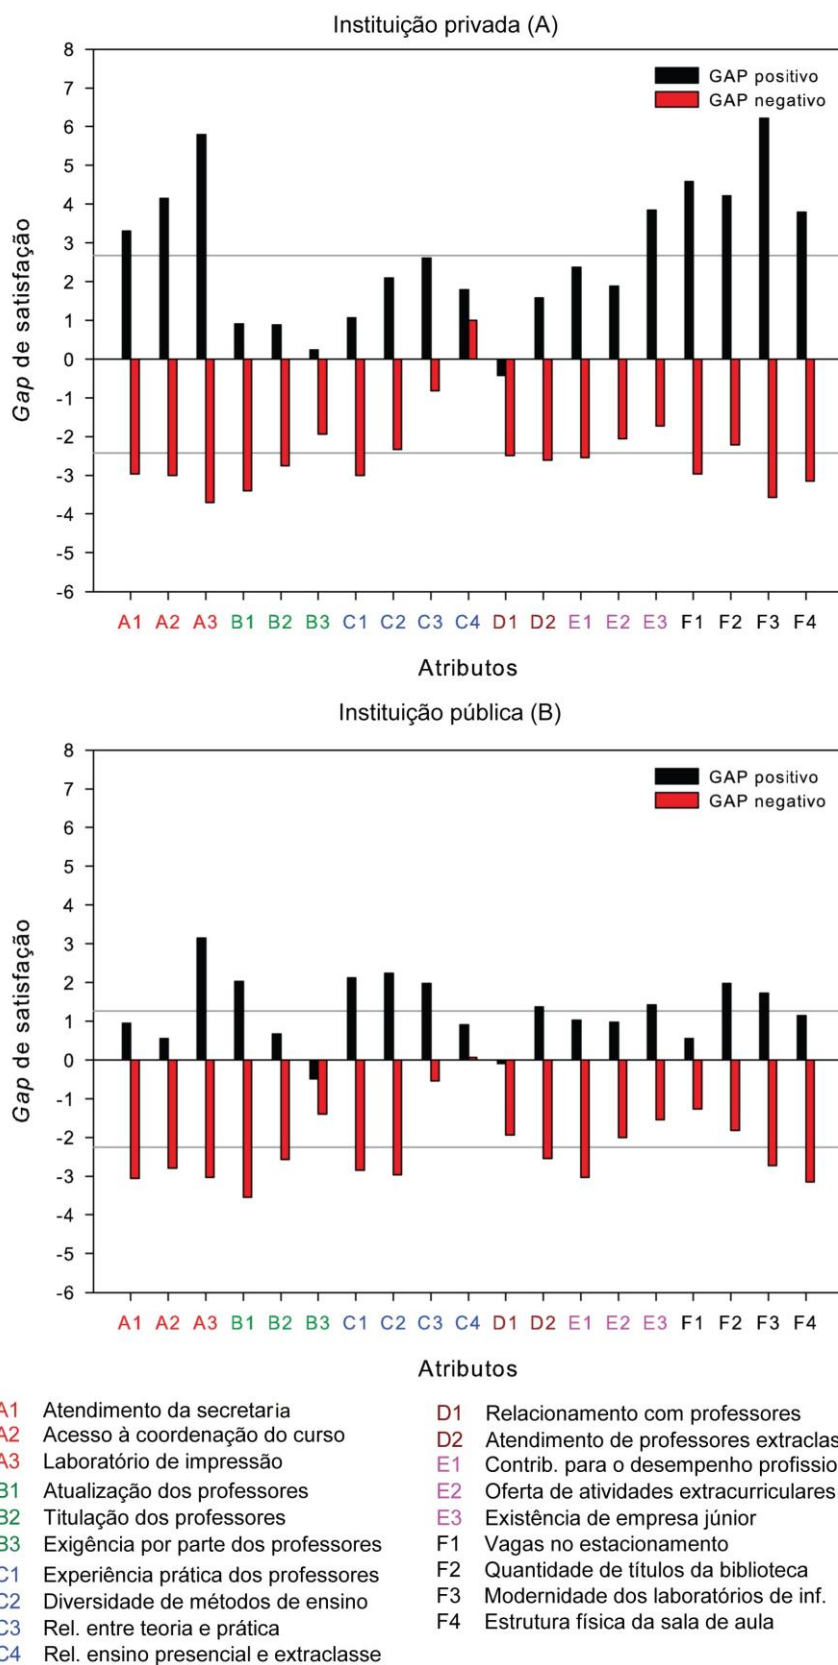 Instituição privada (A)
8
7
6
5
4
3
2
1
0
-1
-2
-3
-4
-5
-6
Gap de satisfação
GAP positivo
GAP negativo
A1 A2 A3 B1 B2 B3 C1 C2 C3 C4 D1 D2 E1 E2 E3 F1 F2 F3 F4
Atributos
Instituição pública (B)
8
7
6
5
4
3
2
1
0
-1
-2
-3
-4
-5
-6
Gap de satisfação
GAP positivo
GAP negativo
A1 A2 A3 B1 B2 B3 C1 C2 C3 C4 D1 D2 E1 E2 E3 F1 F2 F3 F4
Atributos
A1 Atendimento da secretaria
A2 Acesso à coordenação do curso
A3 Laboratório de impressão
B1 Atualização dos professores
B2 Titulação dos professores
B3 Exigência por parte dos professores
C1 Experiência prática dos professores
C2 Diversidade de métodos de ensino
C3 Rel. entre teoria e prática
C4 Rel. ensino presencial e extraclasse
D1 Relacionamento com professores
D2 Atendimento de professores extraclas
E1 Contrib. para o desempenho profissio
E2 Oferta de atividades extracurriculares
E3 Existência de empresa júnior
F1 Vagas no estacionamento
F2 Quantidade de títulos da biblioteca
F3 Modernidade dos laboratórios de inf.
F4 Estrutura física da sala de aula